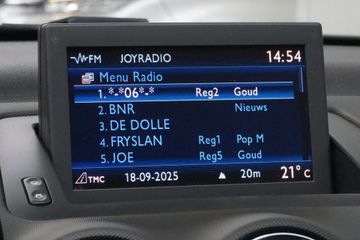 FM JOYRADIO 14:54
Menu Radio
1. *-*06*-* Reg2 Goud
2. BNR Nieuws
3. DE DOLLE
4. FRYSLAN Reg1 Pop M
5. JOE Reg5 Goud
TMC 18-09-2025 20m 21°c